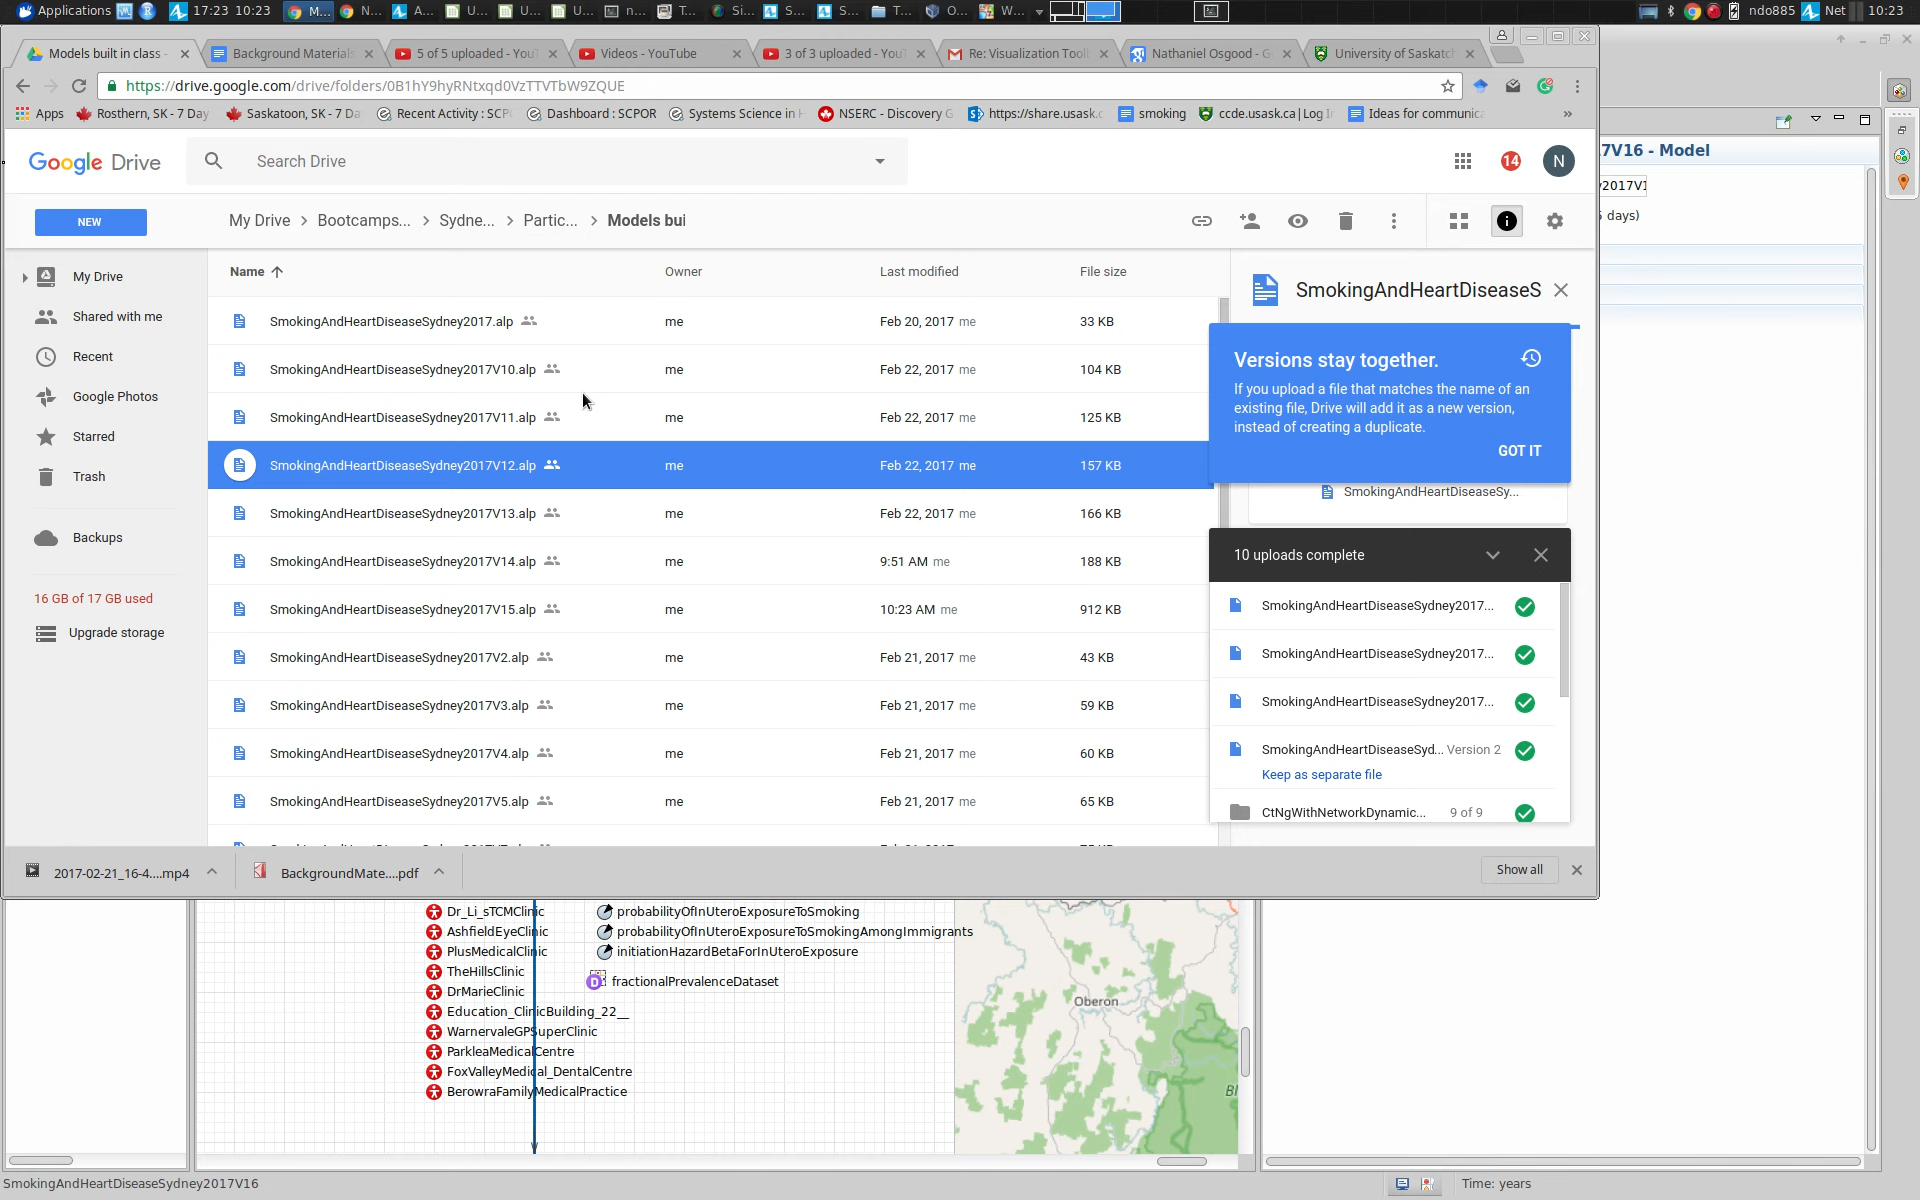 Applications 17:23 10:23 M... N... A... U... U... U... n... T... Si... S... S... T... O... W... ndo885 Net 10:23
Models built in class - Background Materials 5 of 5 uploaded - You Videos - YouTube 3 of 3 uploaded - You Re: Visualization Tool Nathaniel Osgood - G University of Saskatc
https://drive.google.com/drive/folders/0B1hY9hyRNtxqd0VzTTVTbW9ZQUE
Apps Rosthern, SK - 7 Day Saskatoon, SK - 7 Da Recent Activity : SCP Dashboard : SCPOR Systems Science in H NSERC - Discovery G https://share.usask.c smoking ccde.usask.ca|Log I Ideas for communic »
7V16 - Model
Google Drive Search Drive 14 N
y2017V1
days)
NEW My Drive > Bootcamps... > Sydne... > Partic... > Models bui
My Drive
Shared with me
Recent
Google Photos
Starred
Trash
Backups
16 GB of 17 GB used
Upgrade storage
Name Owner Last modified File size
SmokingAndHeartDiseaseSydney2017.alp me Feb 20, 2017 me 33 KB
SmokingAndHeartDiseaseSydney2017V10.alp me Feb 22, 2017 me 104 KB
SmokingAndHeartDiseaseSydney2017V11.alp me Feb 22, 2017 me 125 KB
SmokingAndHeartDiseaseSydney2017V12.alp me Feb 22, 2017 me 157 KB
SmokingAndHeartDiseaseSydney2017V13.alp me Feb 22, 2017 me 166 KB
SmokingAndHeartDiseaseSydney2017V14.alp me 9:51 AM me 188 KB
SmokingAndHeartDiseaseSydney2017V15.alp me 10:23 AM me 912 KB
SmokingAndHeartDiseaseSydney2017V2.alp me Feb 21, 2017 me 43 KB
SmokingAndHeartDiseaseSydney2017V3.alp me Feb 21, 2017 me 59 KB
SmokingAndHeartDiseaseSydney2017V4.alp me Feb 21, 2017 me 60 KB
SmokingAndHeartDiseaseSydney2017V5.alp me Feb 21, 2017 me 65 KB
SmokingAndHeartDiseaseS
Versions stay together.
If you upload a file that matches the name of an
existing file, Drive will add it as a new version,
instead of creating a duplicate.
GOT IT
SmokingAndHeartDiseaseSy...
10 uploads complete
SmokingAndHeartDiseaseSydney2017...
SmokingAndHeartDiseaseSydney2017...
SmokingAndHeartDiseaseSydney2017...
SmokingAndHeartDiseaseSyd... Version 2
Keep as separate file
CtNgWithNetworkDynamic... 9 of 9
2017-02-21_16-4....mp4 BackgroundMate....pdf Show all
Dr_Li_sTCMClinic
AshfieldEyeClinic
PlusMedicalClinic
TheHillsClinic
DrMarieClinic
Education_ClinicBuilding_22__
WarnervaleGPSuperClinic
ParkleaMedicalCentre
FoxValleyMedical_DentalCentre
BerowraFamilyMedicalPractice
probabilityOfInUteroExposureToSmoking
probabilityOfInUteroExposureToSmokingAmongImmigrants
initiationHazardBetaForInUteroExposure
D fractionalPrevalenceDataset
Oberon
Bl
SmokingAndHeartDiseaseSydney2017V16 Time: years